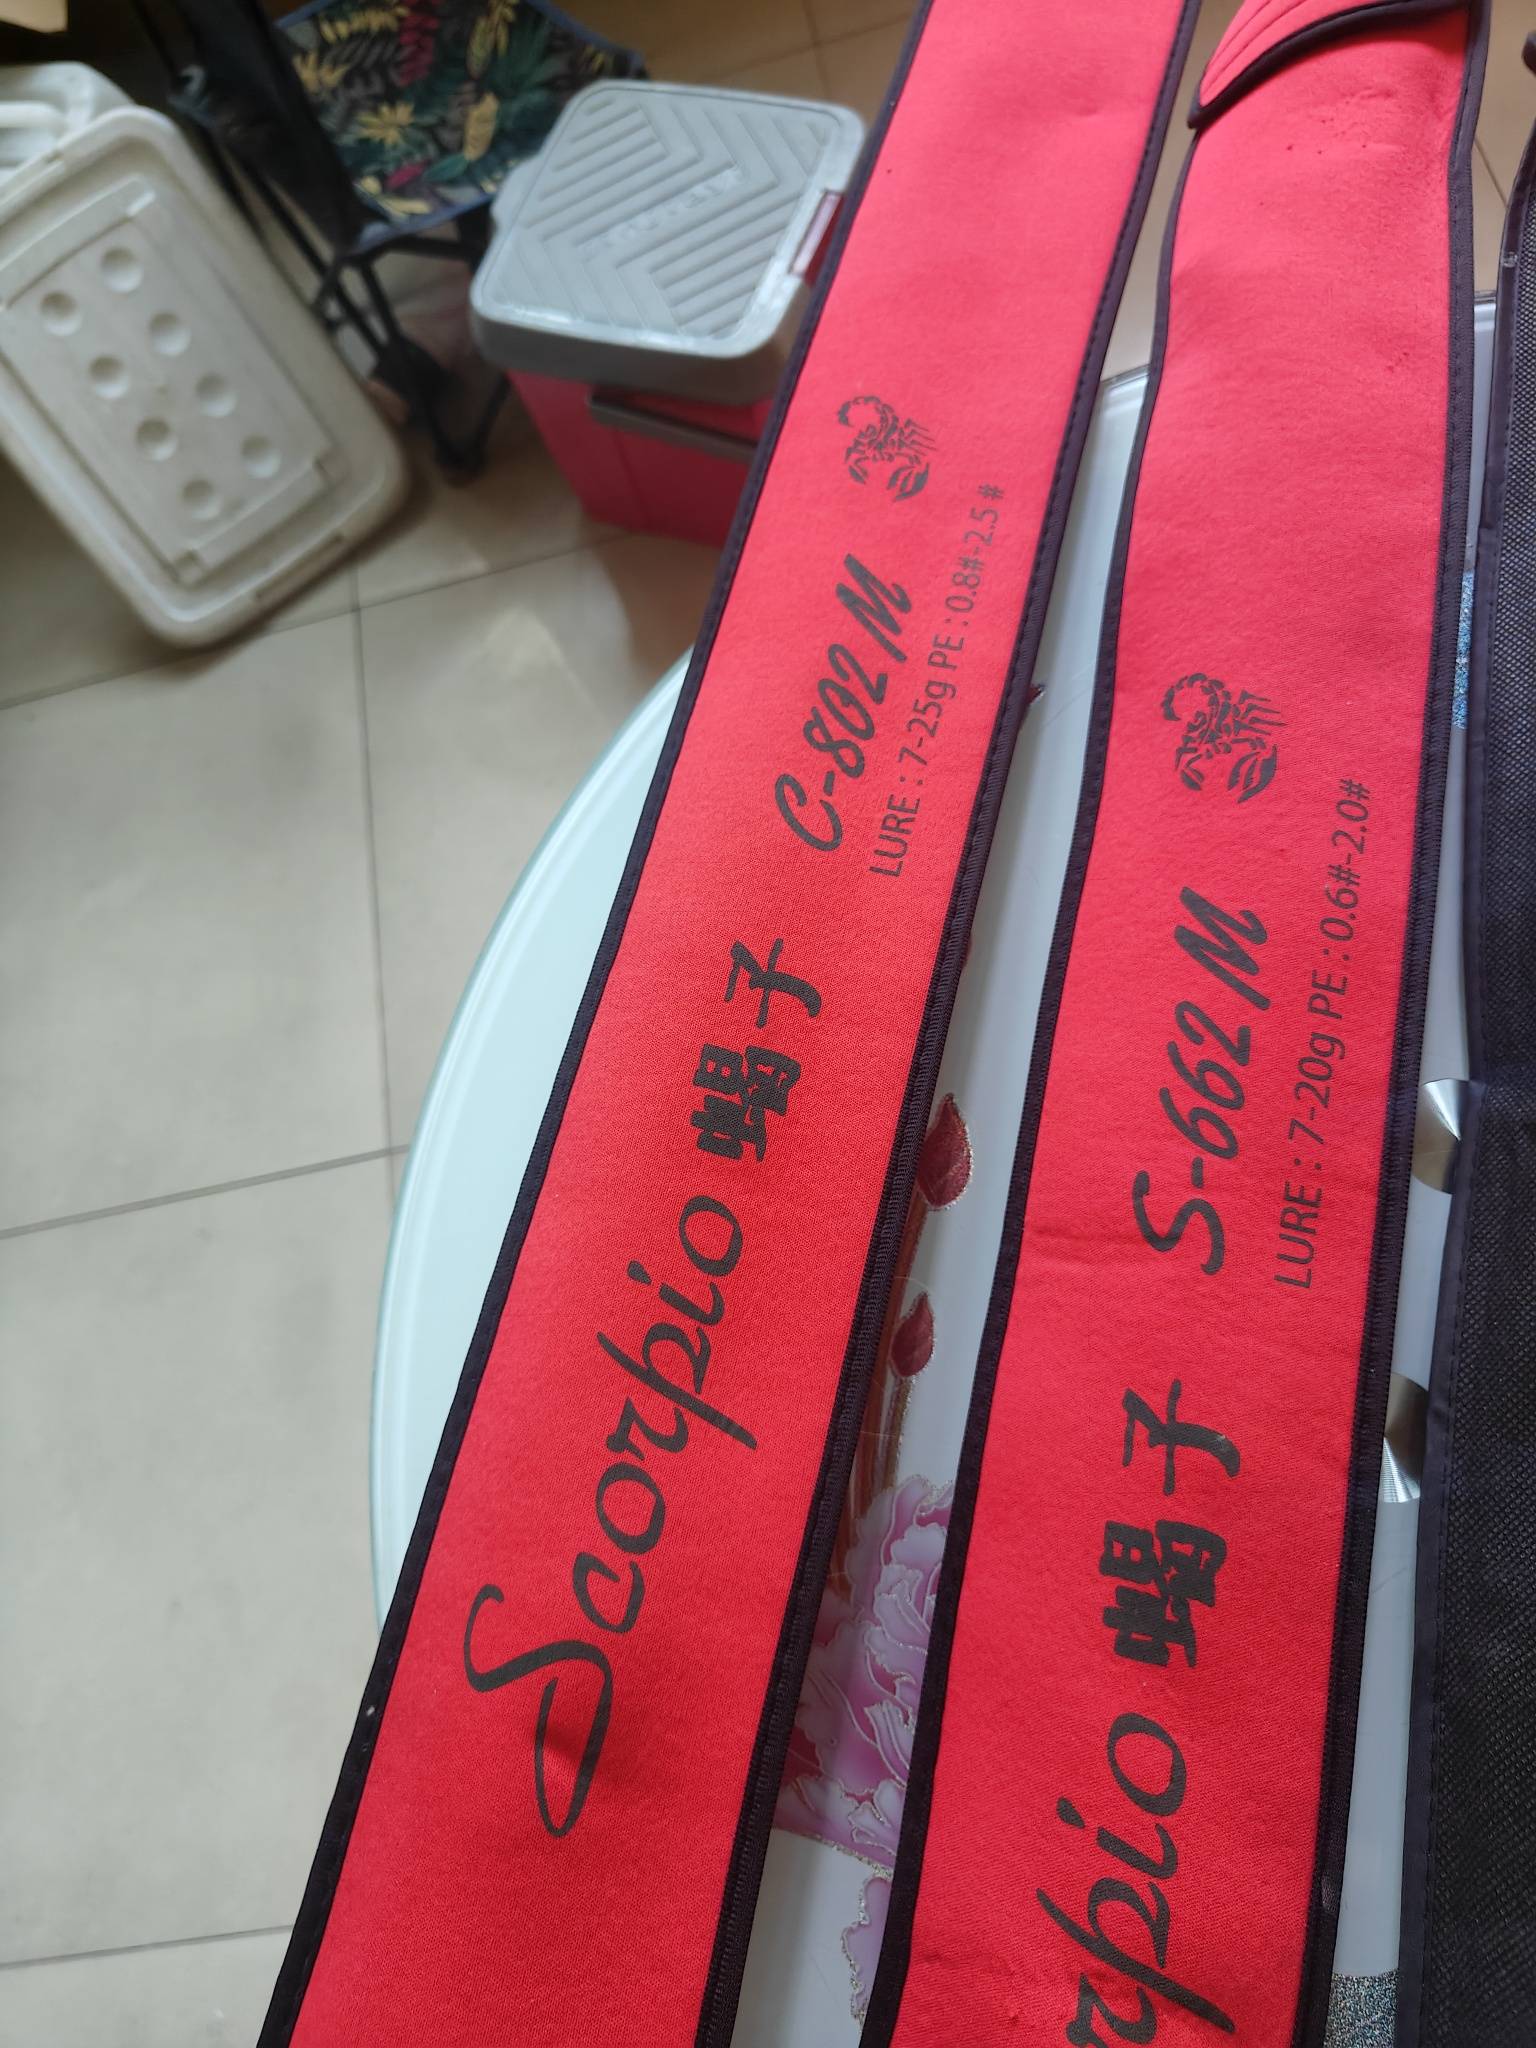 Scorpio 蝎子 C-802 M
LURE : 7-25g PE : 0.8#-2.5 #
rpio 蝎子 S-662 M
LURE : 7-20g PE : 0.6#-2.0#